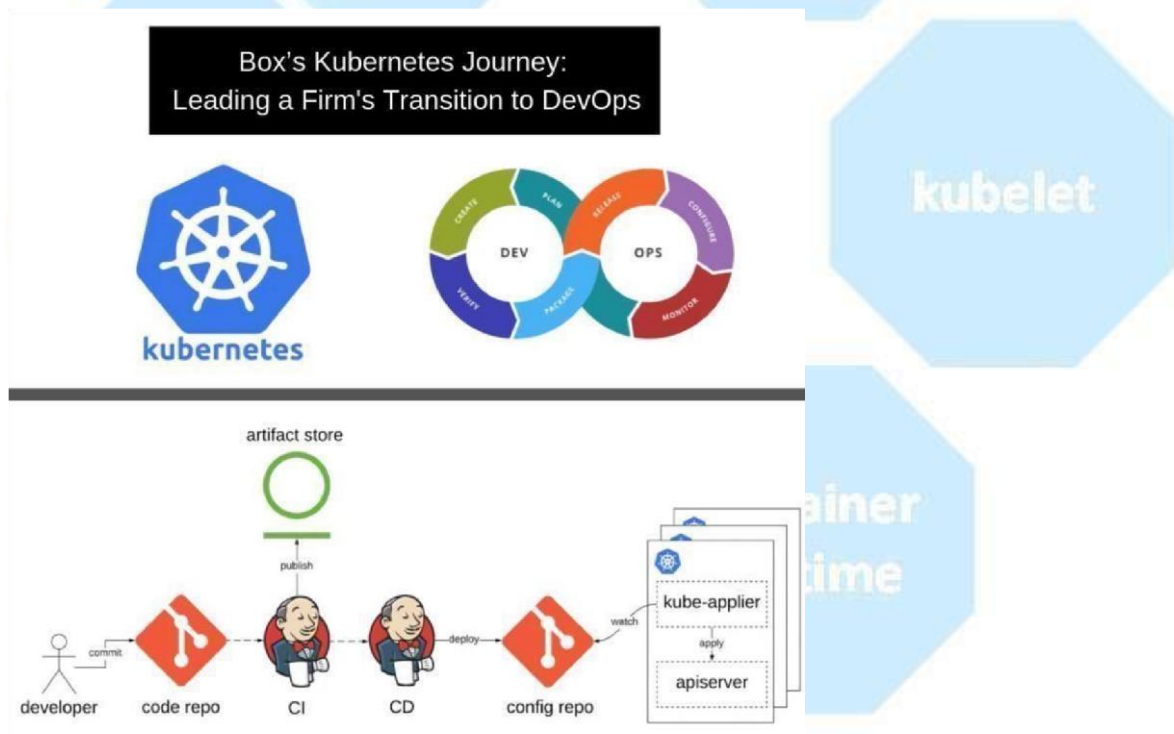 Box's Kubernetes Journey:
Leading a Firm's Transition to DevOps
kubernetes
CREATE
PLAN
RELEASE
CONFIGURE
DEV
OPS
VERIFY
PACKAGE
MONITOR
kubelet
ainer
time
artifact store
publish
commit
deploy
watch
kube-applier
apply
apiserver
developer
code repo
CI
CD
config repo